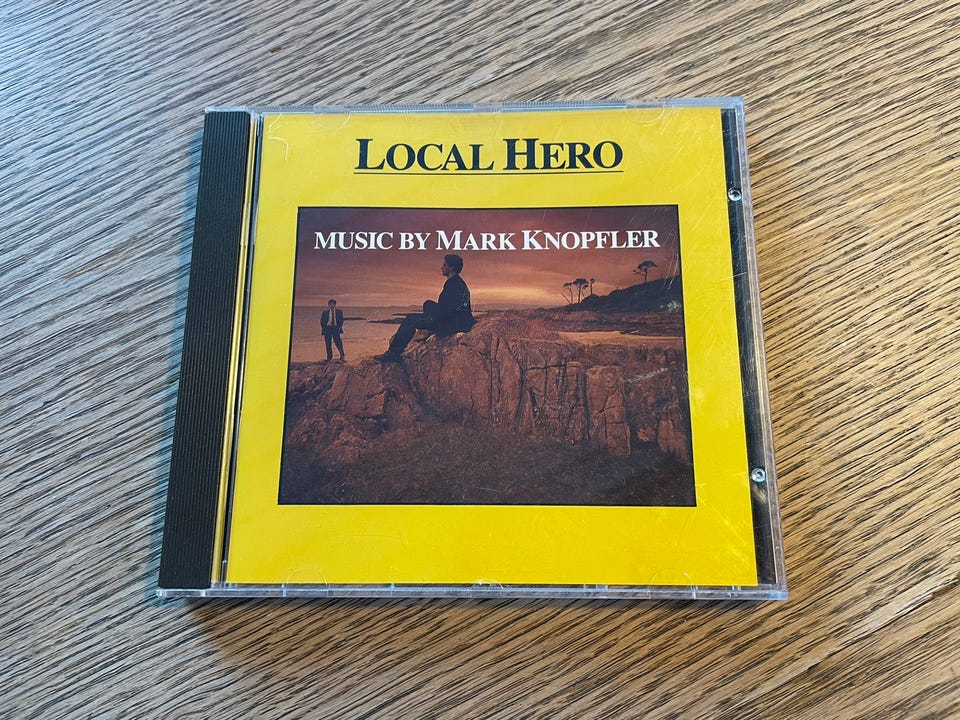 LOCAL HERO
MUSIC BY MARK KNOPFLER